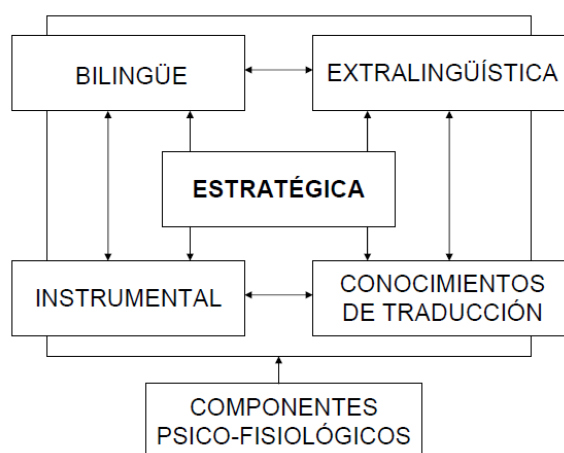 BILINGÜE
EXTRALINGÜÍSTICA
ESTRATÉGICA
INSTRUMENTAL
CONOCIMIENTOS
DE TRADUCCIÓN
COMPONENTES
PSICO-FISIOLÓGICOS